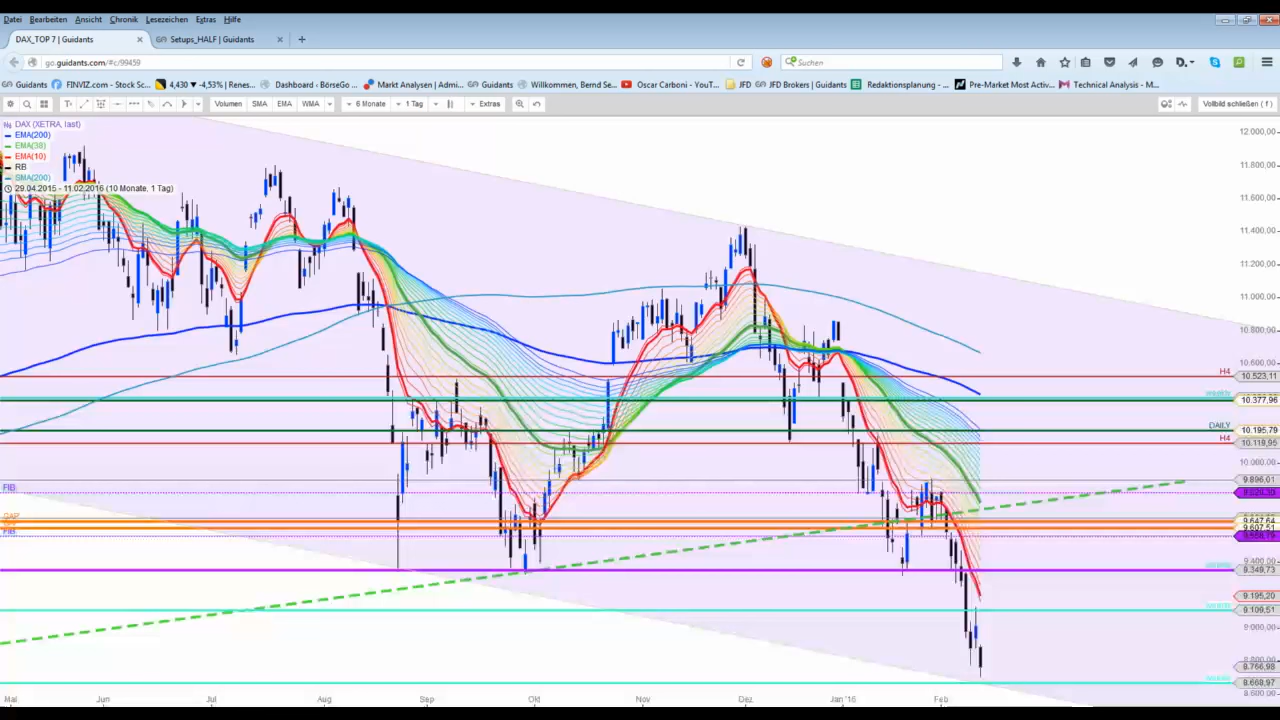 Datei Bearbeiten Ansicht Chronik Lesezeichen Extras Hilfe
DAX_TOP 7 | Guidants × Setups_HALF | Guidants × +
go.guidants.com/#c/99459 Suchen
Guidants FINVIZ.com - Stock Sc... 4,430 ▼ -4,53% | Renes... Dashboard ‹ BörseGo ... Markt Analysen | Admi... Guidants Willkommen, Bernd Se... Oscar Carboni - YouT... JFD JFD Brokers | Guidants Redaktionsplanung - ... Pre-Market Most Activ... Technical Analysis - M...
Volumen SMA EMA WMA 6 Monate 1 Tag Extras Vollbild schließen ( f )
DAX (XETRA, last)
EMA(200)
EMA(38)
EMA(10)
RB
SMA(200)
29.04.2015 - 11.02.2016 (10 Monate, 1 Tag)
12.000,00
11.800,00
11.600,00
11.400,00
11.200,00
11.000,00
10.800,00
10.600,00
H4 10.523,11
10.377,96
DAILY 10.195,79
H4 10.118,95
10.000,00
9.896,01
FIB
GAP 9.647,64
9.607,51
FIB
9.400,00
9.349,73
9.195,20
9.109,51
9.000,00
8.766,98
8.668,97
8.600,00
Mai Jun Jul Aug Sep Okt Nov Dez Jan '16 Feb